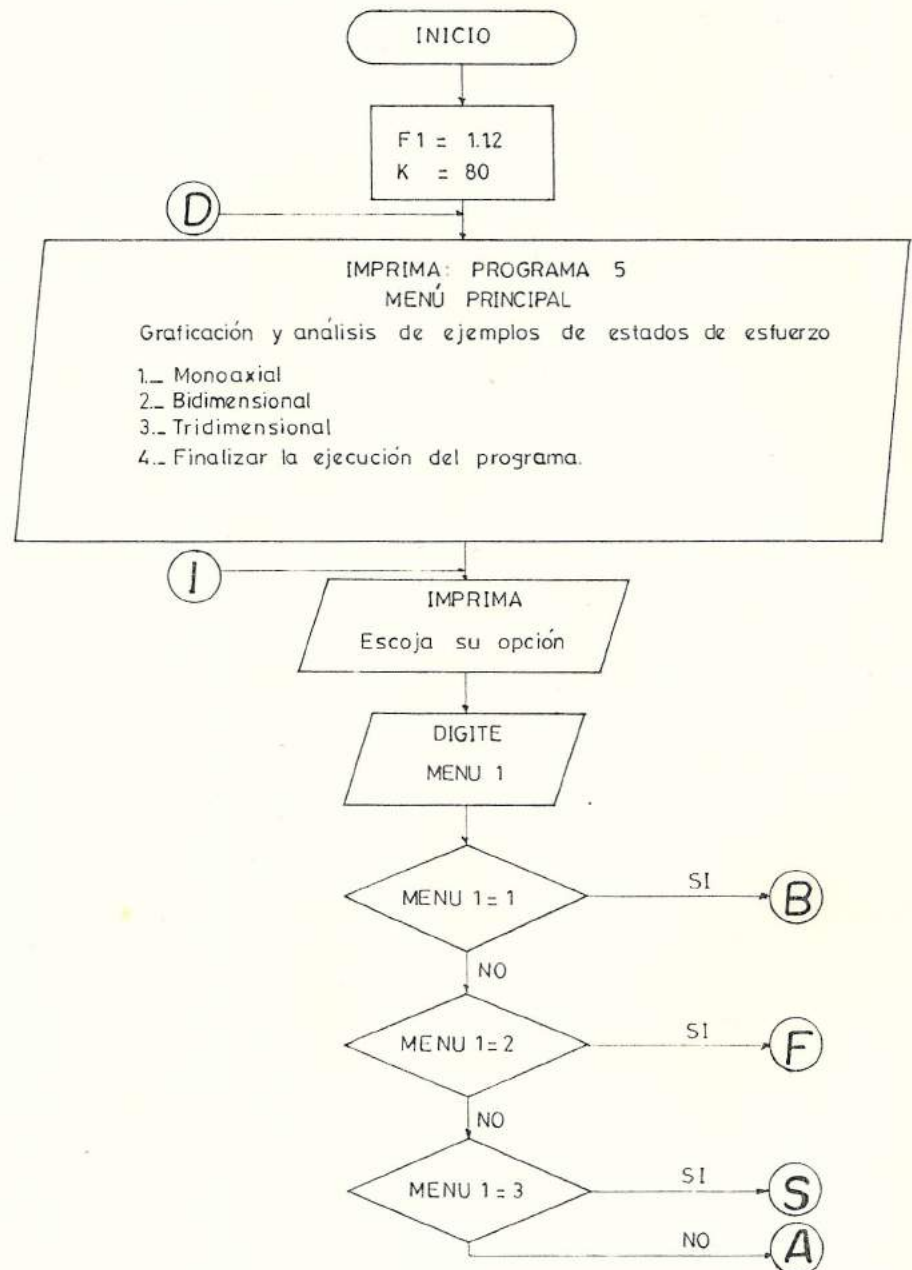 INICIO
F1 = 1.12
K = 80
D
IMPRIMA: PROGRAMA 5
MENÚ PRINCIPAL
Graficación y análisis de ejemplos de estados de esfuerzo
1._ Monoaxial
2._ Bidimensional
3._ Tridimensional
4._ Finalizar la ejecución del programa.
I
IMPRIMA
Escoja su opción
DIGITE
MENU 1
MENU 1 = 1
SI
B
NO
MENU 1 = 2
SI
F
NO
MENU 1 = 3
SI
S
NO
A